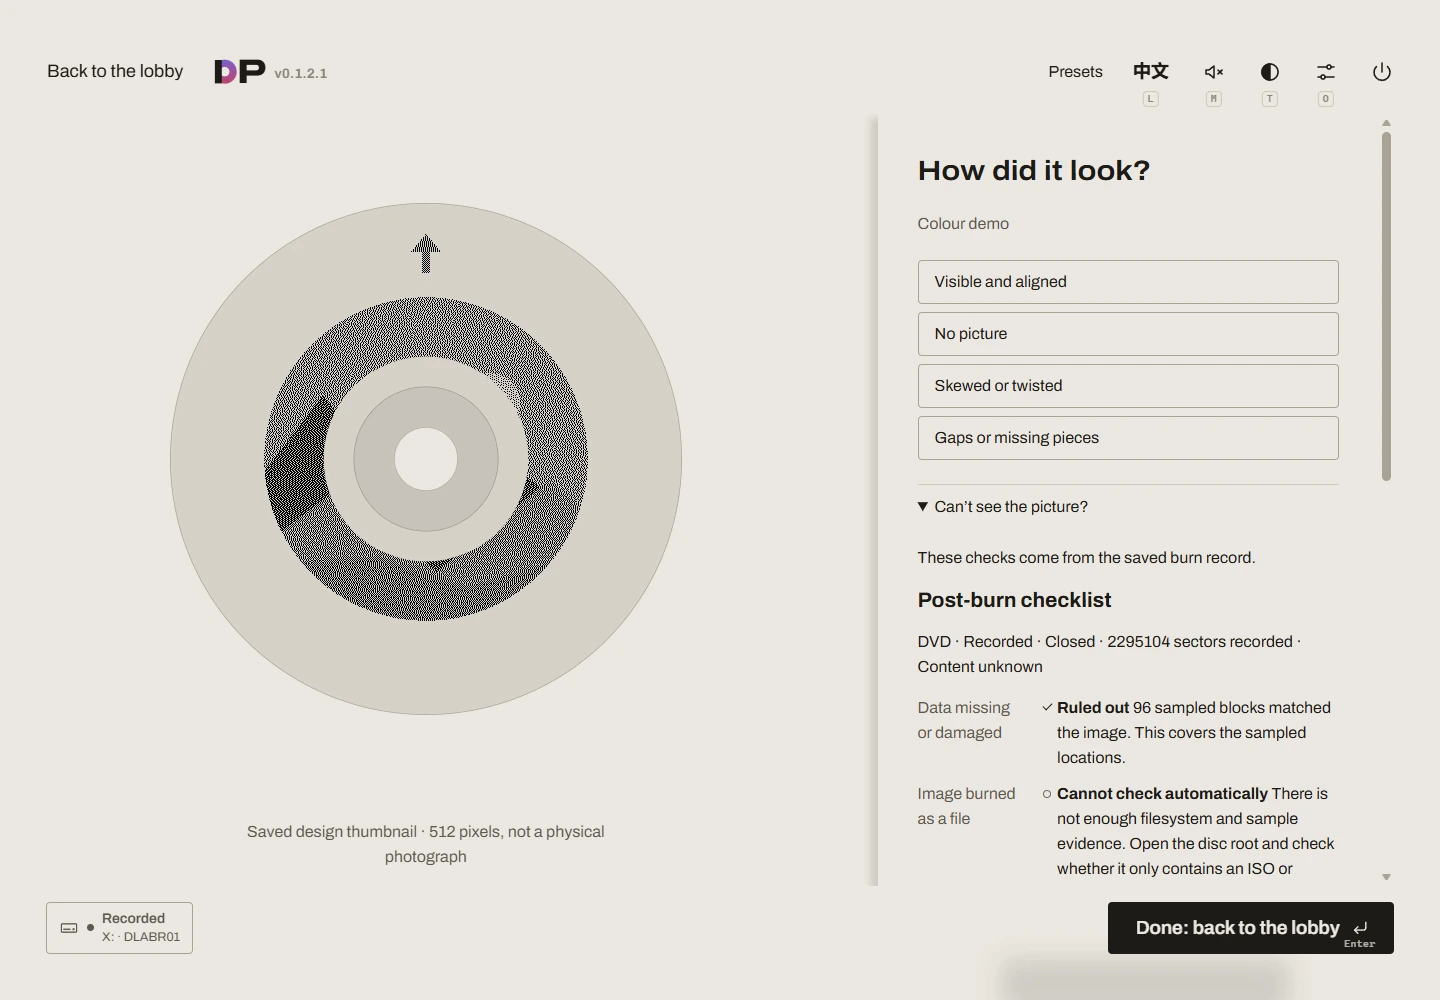 Back to the lobby
DP v0.1.2.1
Presets
中文
L
M
T
O
How did it look?
Colour demo
Visible and aligned
No picture
Skewed or twisted
Gaps or missing pieces
Can’t see the picture?
These checks come from the saved burn record.
Post-burn checklist
DVD · Recorded · Closed · 2295104 sectors recorded ·
Content unknown
Data missing
or damaged
Ruled out 96 sampled blocks matched
the image. This covers the sampled
locations.
Image burned
as a file
Cannot check automatically There is
not enough filesystem and sample
evidence. Open the disc root and check
whether it only contains an ISO or
Saved design thumbnail · 512 pixels, not a physical
photograph
Recorded
X: · DLABR01
Done: back to the lobby
Enter